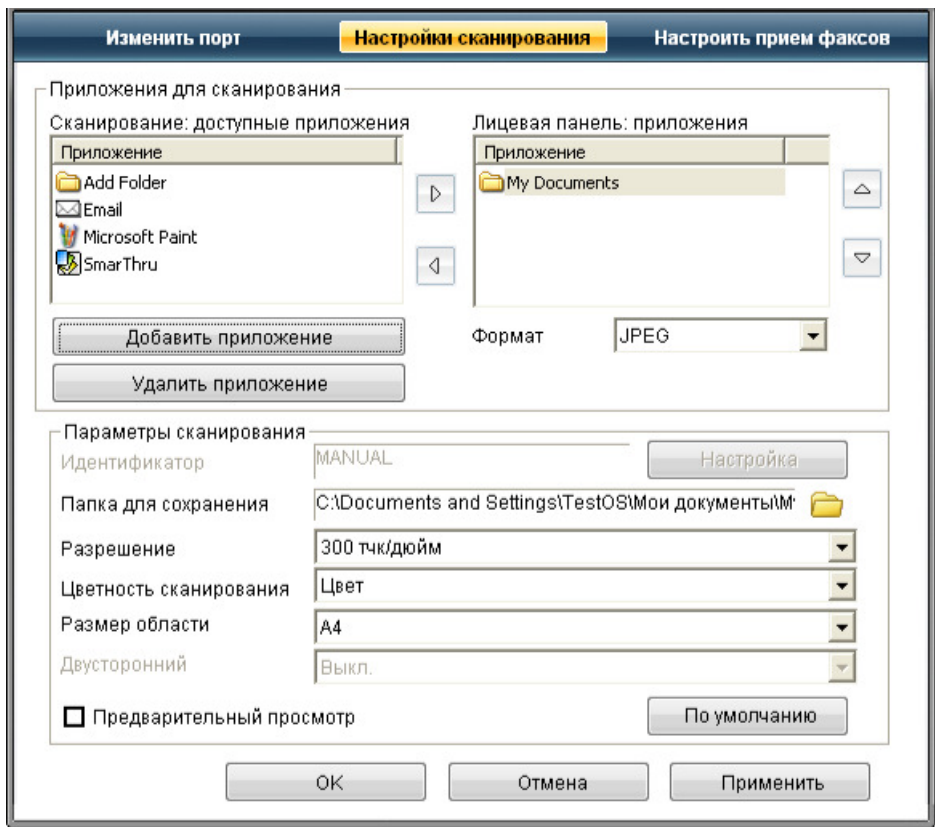 Изменить порт
Настройки сканирования
Настроить прием факсов
Приложения для сканирования
Сканирование: доступные приложения
Приложение
Add Folder
Email
Microsoft Paint
SmarThru
Добавить приложение
Удалить приложение
Лицевая панель: приложения
Приложение
My Documents
Формат
JPEG
Параметры сканирования
Идентификатор
MANUAL
Настройка
Папка для сохранения
C:\Documents and Settings\TestOS\Мои документы\M
Разрешение
300 тчк/дюйм
Цветность сканирования
Цвет
Размер области
A4
Двусторонний
Выкл.
Предварительный просмотр
По умолчанию
OK
Отмена
Применить